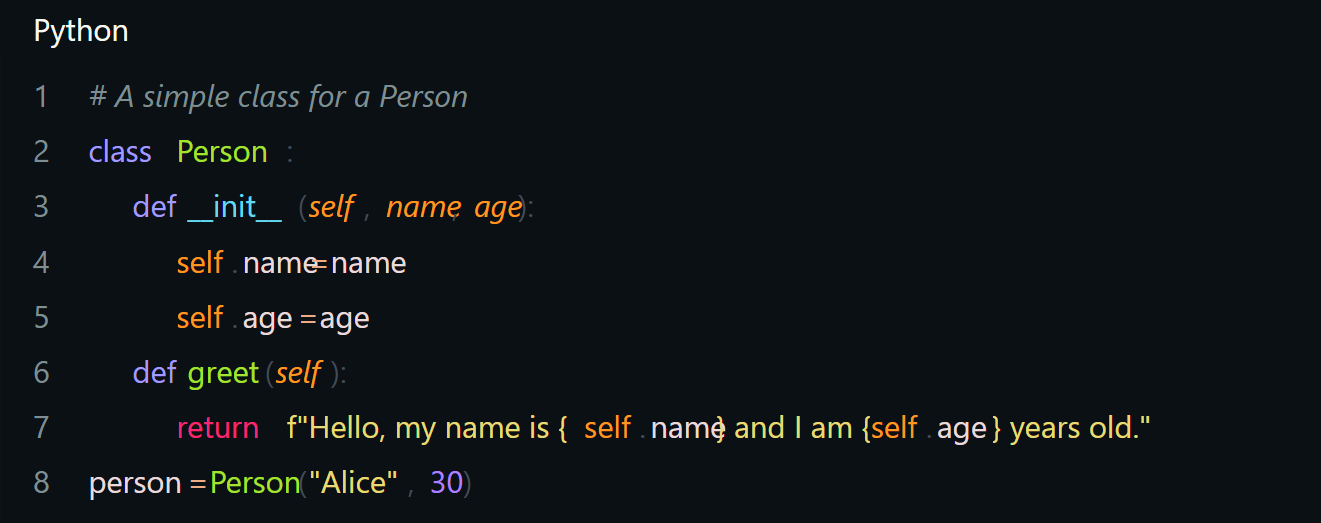 Python
1 # A simple class for a Person
2 class Person :
3     def __init__ (self , name, age):
4         self . name=name
5         self . age =age
6     def greet (self ):
7         return f"Hello, my name is { self . name} and I am {self . age } years old."
8 person =Person("Alice" , 30)